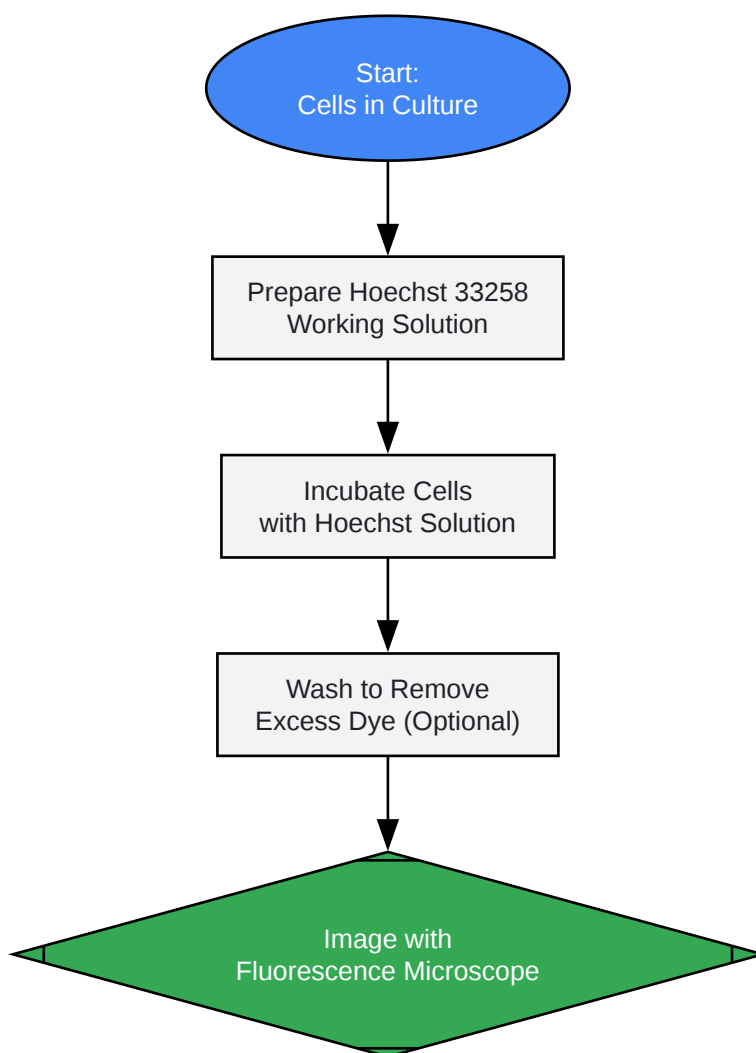 Start:
Cells in Culture
Prepare Hoechst 33258
Working Solution
Incubate Cells
with Hoechst Solution
Wash to Remove
Excess Dye (Optional)
Image with
Fluorescence Microscope